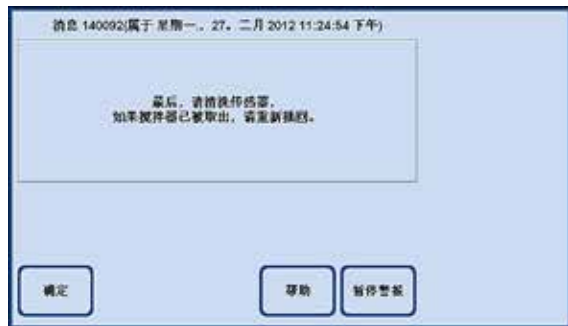 消息 140092(属于 星期一, 27。二月 2012 11:24:54 下午)
最后，请清洗传感器。
如果搅拌器已被取出，请重新插回。
确定
帮助
暂停警报